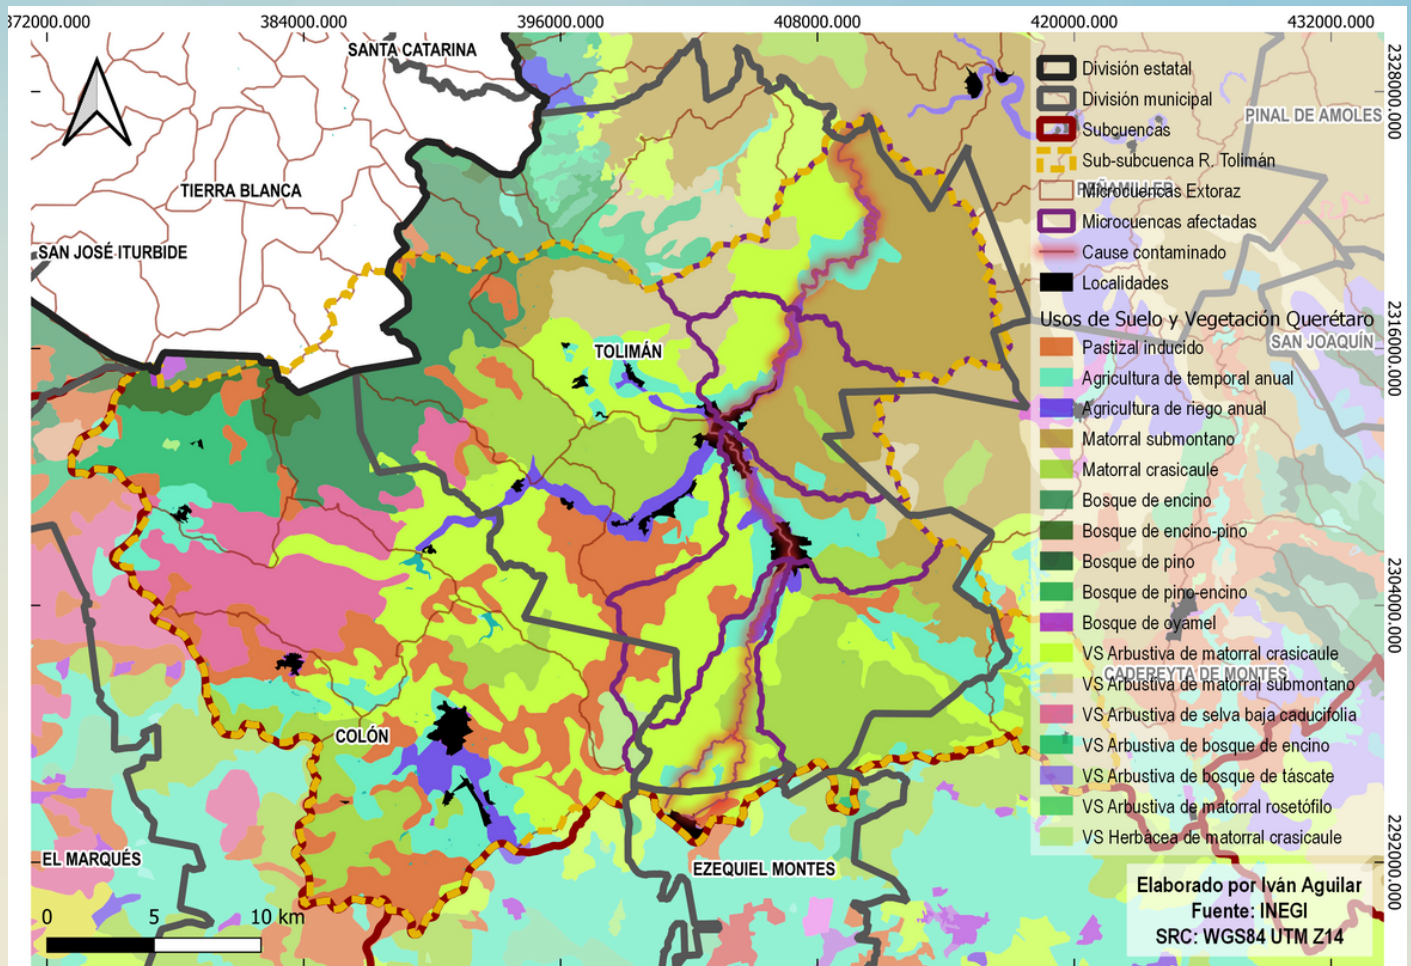 372000.000 384000.000 396000.000 408000.000 420000.000 432000.000
SANTA CATARINA
TIERRA BLANCA
SAN JOSÉ ITURBIDE
TOLIMÁN
COLÓN
EL MARQUÉS
EZEQUIEL MONTES
PINAL DE AMOLES
PEÑAMILLER
SAN JOAQUÍN
CADEREYTA DE MONTES
División estatal
División municipal
Subcuencas
Sub-subcuenca R. Tolimán
Microcuencas Extoraz
Microcuencas afectadas
Cause contaminado
Localidades
Usos de Suelo y Vegetación Querétaro
Pastizal inducido
Agricultura de temporal anual
Agricultura de riego anual
Matorral submontano
Matorral crasicaule
Bosque de encino
Bosque de encino-pino
Bosque de pino
Bosque de pino-encino
Bosque de oyamel
VS Arbustiva de matorral crasicaule
VS Arbustiva de matorral submontano
VS Arbustiva de selva baja caducifolia
VS Arbustiva de bosque de encino
VS Arbustiva de bosque de táscate
VS Arbustiva de matorral rosetófilo
VS Herbácea de matorral crasicaule
2328000.000
2316000.000
2304000.000
2292000.000
0 5 10 km
Elaborado por Iván Aguilar
Fuente: INEGI
SRC: WGS84 UTM Z14